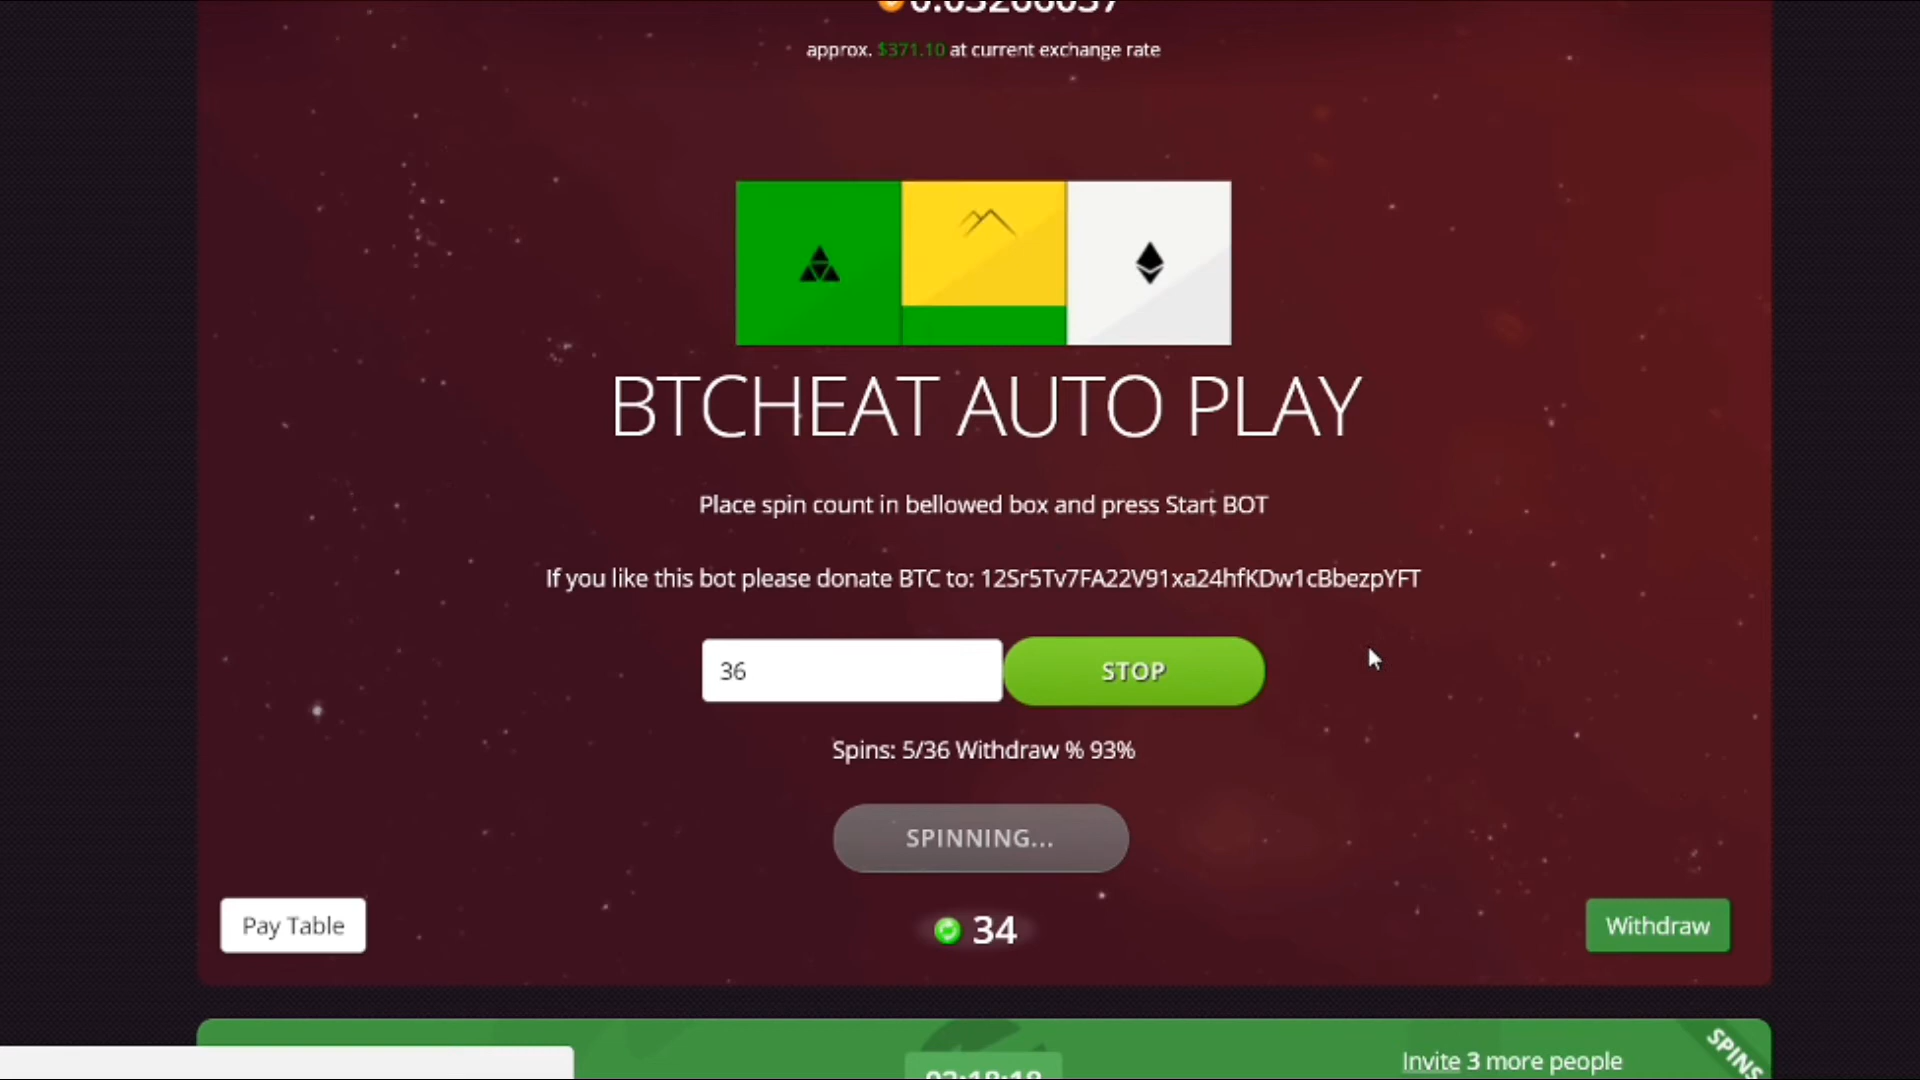 approx. $371.10 at current exchange rate
BTCHEAT AUTO PLAY
Place spin count in bellowed box and press Start BOT
If you like this bot please donate BTC to: 12Sr5Tv7FA22V91xa24hfKDw1cBbezpYFT
36
STOP
Spins: 5/36 Withdraw % 93%
SPINNING...
Pay Table
34
Withdraw
Invite 3 more people
SPINS